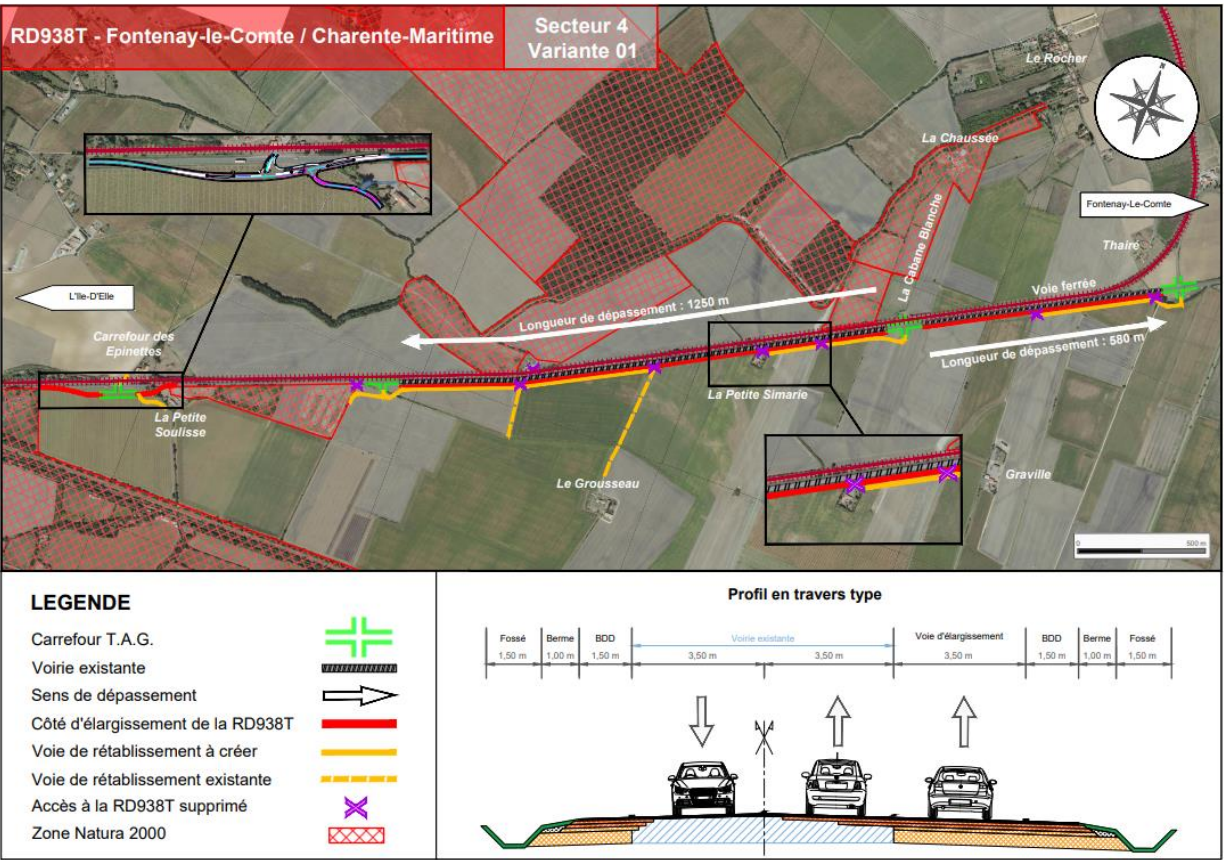 RD938T - Fontenay-le-Comte / Charente-Maritime
Secteur 4
Variante 01
Le Rocher
N
La Chaussée
Fontenay-Le-Comte
La Cabane Blanche
Thairé
L'Ile-D'Elle
Voie ferrée
Longueur de dépassement : 1250 m
Carrefour des
Epinettes
Longueur de dépassement : 580 m
La Petite Simarie
La Petite
Soulisse
Le Grousseau
Graville
0
500 m
LEGENDE
Carrefour T.A.G.
Voirie existante
Sens de dépassement
Côté d'élargissement de la RD938T
Voie de rétablissement à créer
Voie de rétablissement existante
Accès à la RD938T supprimé
Zone Natura 2000
Profil en travers type
Fossé Berme BDD Voirie existante Voie d'élargissement BDD Berme Fossé
1,50 m 1,00 m 1,50 m 3,50 m 3,50 m 3,50 m 1,50 m 1,00 m 1,50 m